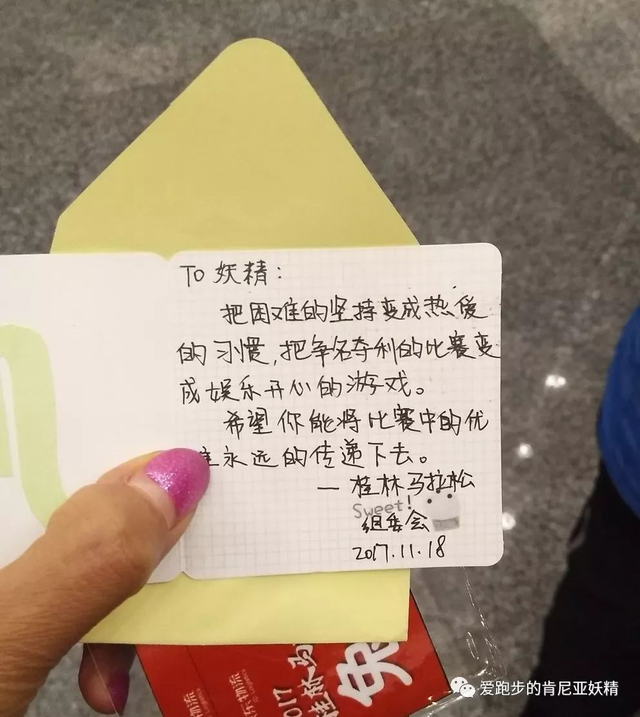 TO 妖精：
把困难的坚持变成热爱
的习惯，把争名夺利的比赛变
成娱乐开心的游戏。
希望你能将比赛中的优
永远的传递下去。
—桂林马拉松
Sweet!
组委会
2017.11.18
2017
兔
爱跑步的肯尼亚妖精